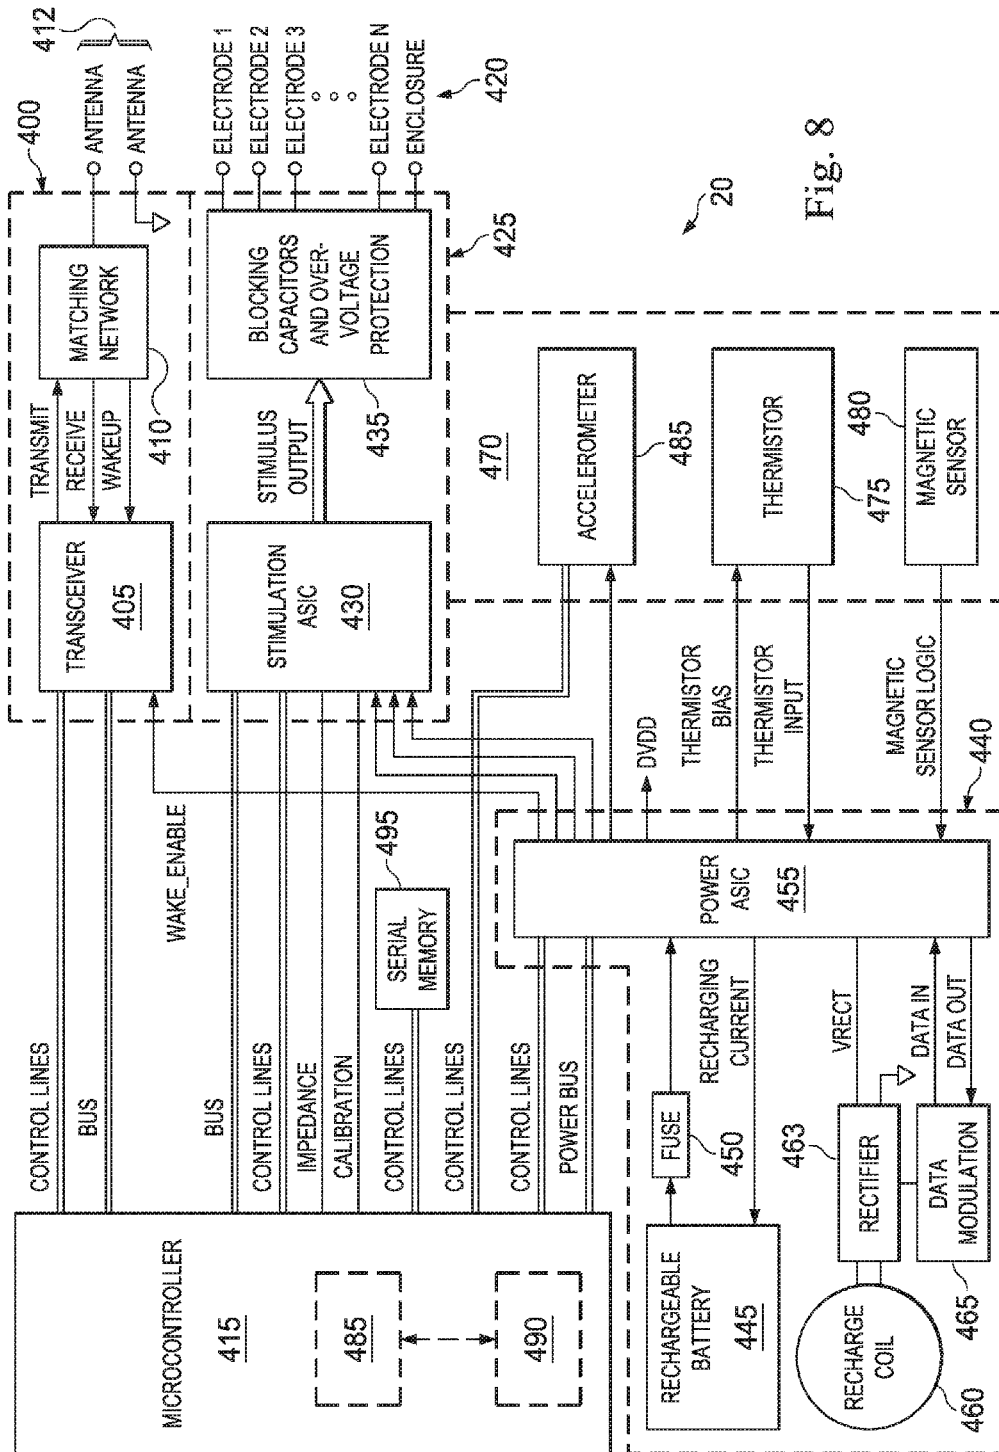 412
ANTENNA
ANTENNA
400
TRANSMIT
RECEIVE
WAKEUP
MATCHING
NETWORK
410
TRANSCEIVER
405
CONTROL LINES
BUS
WAKE_ENABLE
ELECTRODE 1
ELECTRODE 2
ELECTRODE 3
ELECTRODE N
ENCLOSURE
420
425
BLOCKING
CAPACITORS
AND OVER-
VOLTAGE
PROTECTION
435
STIMULUS
OUTPUT
STIMULATION
ASIC
430
BUS
CONTROL LINES
IMPEDANCE
CALIBRATION
MICROCONTROLLER
415
485
490
CONTROL LINES
SERIAL
MEMORY
495
CONTROL LINES
CONTROL LINES
POWER BUS
470
ACCELEROMETER
485
THERMISTOR
475
MAGNETIC
SENSOR
480
DVDD
THERMISTOR
BIAS
THERMISTOR
INPUT
MAGNETIC
SENSOR LOGIC
440
POWER
ASIC
455
FUSE
450
RECHARGING
CURRENT
RECHARGEABLE
BATTERY
445
VRECT
RECTIFIER
463
DATA IN
DATA OUT
DATA
MODULATION
465
RECHARGE
COIL
460
20
Fig. 8